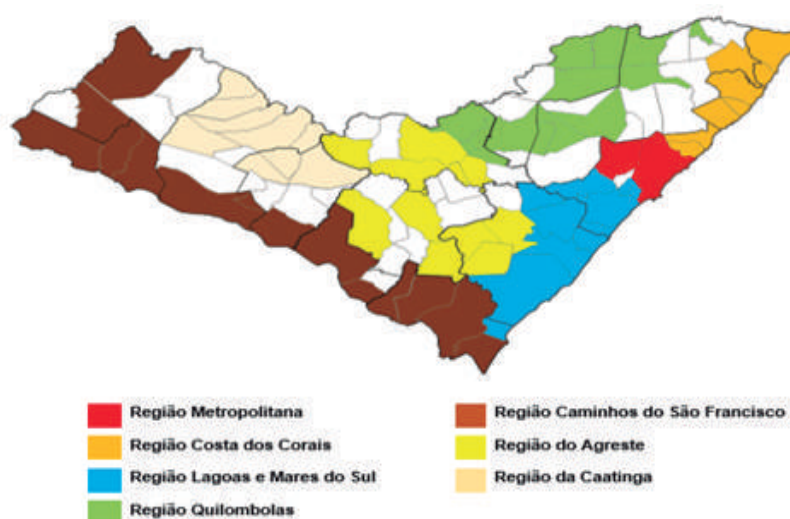 Região Metropolitana
Região Costa dos Corais
Região Lagoas e Mares do Sul
Região Quilombolas
Região Caminhos do São Francisco
Região do Agreste
Região da Caatinga